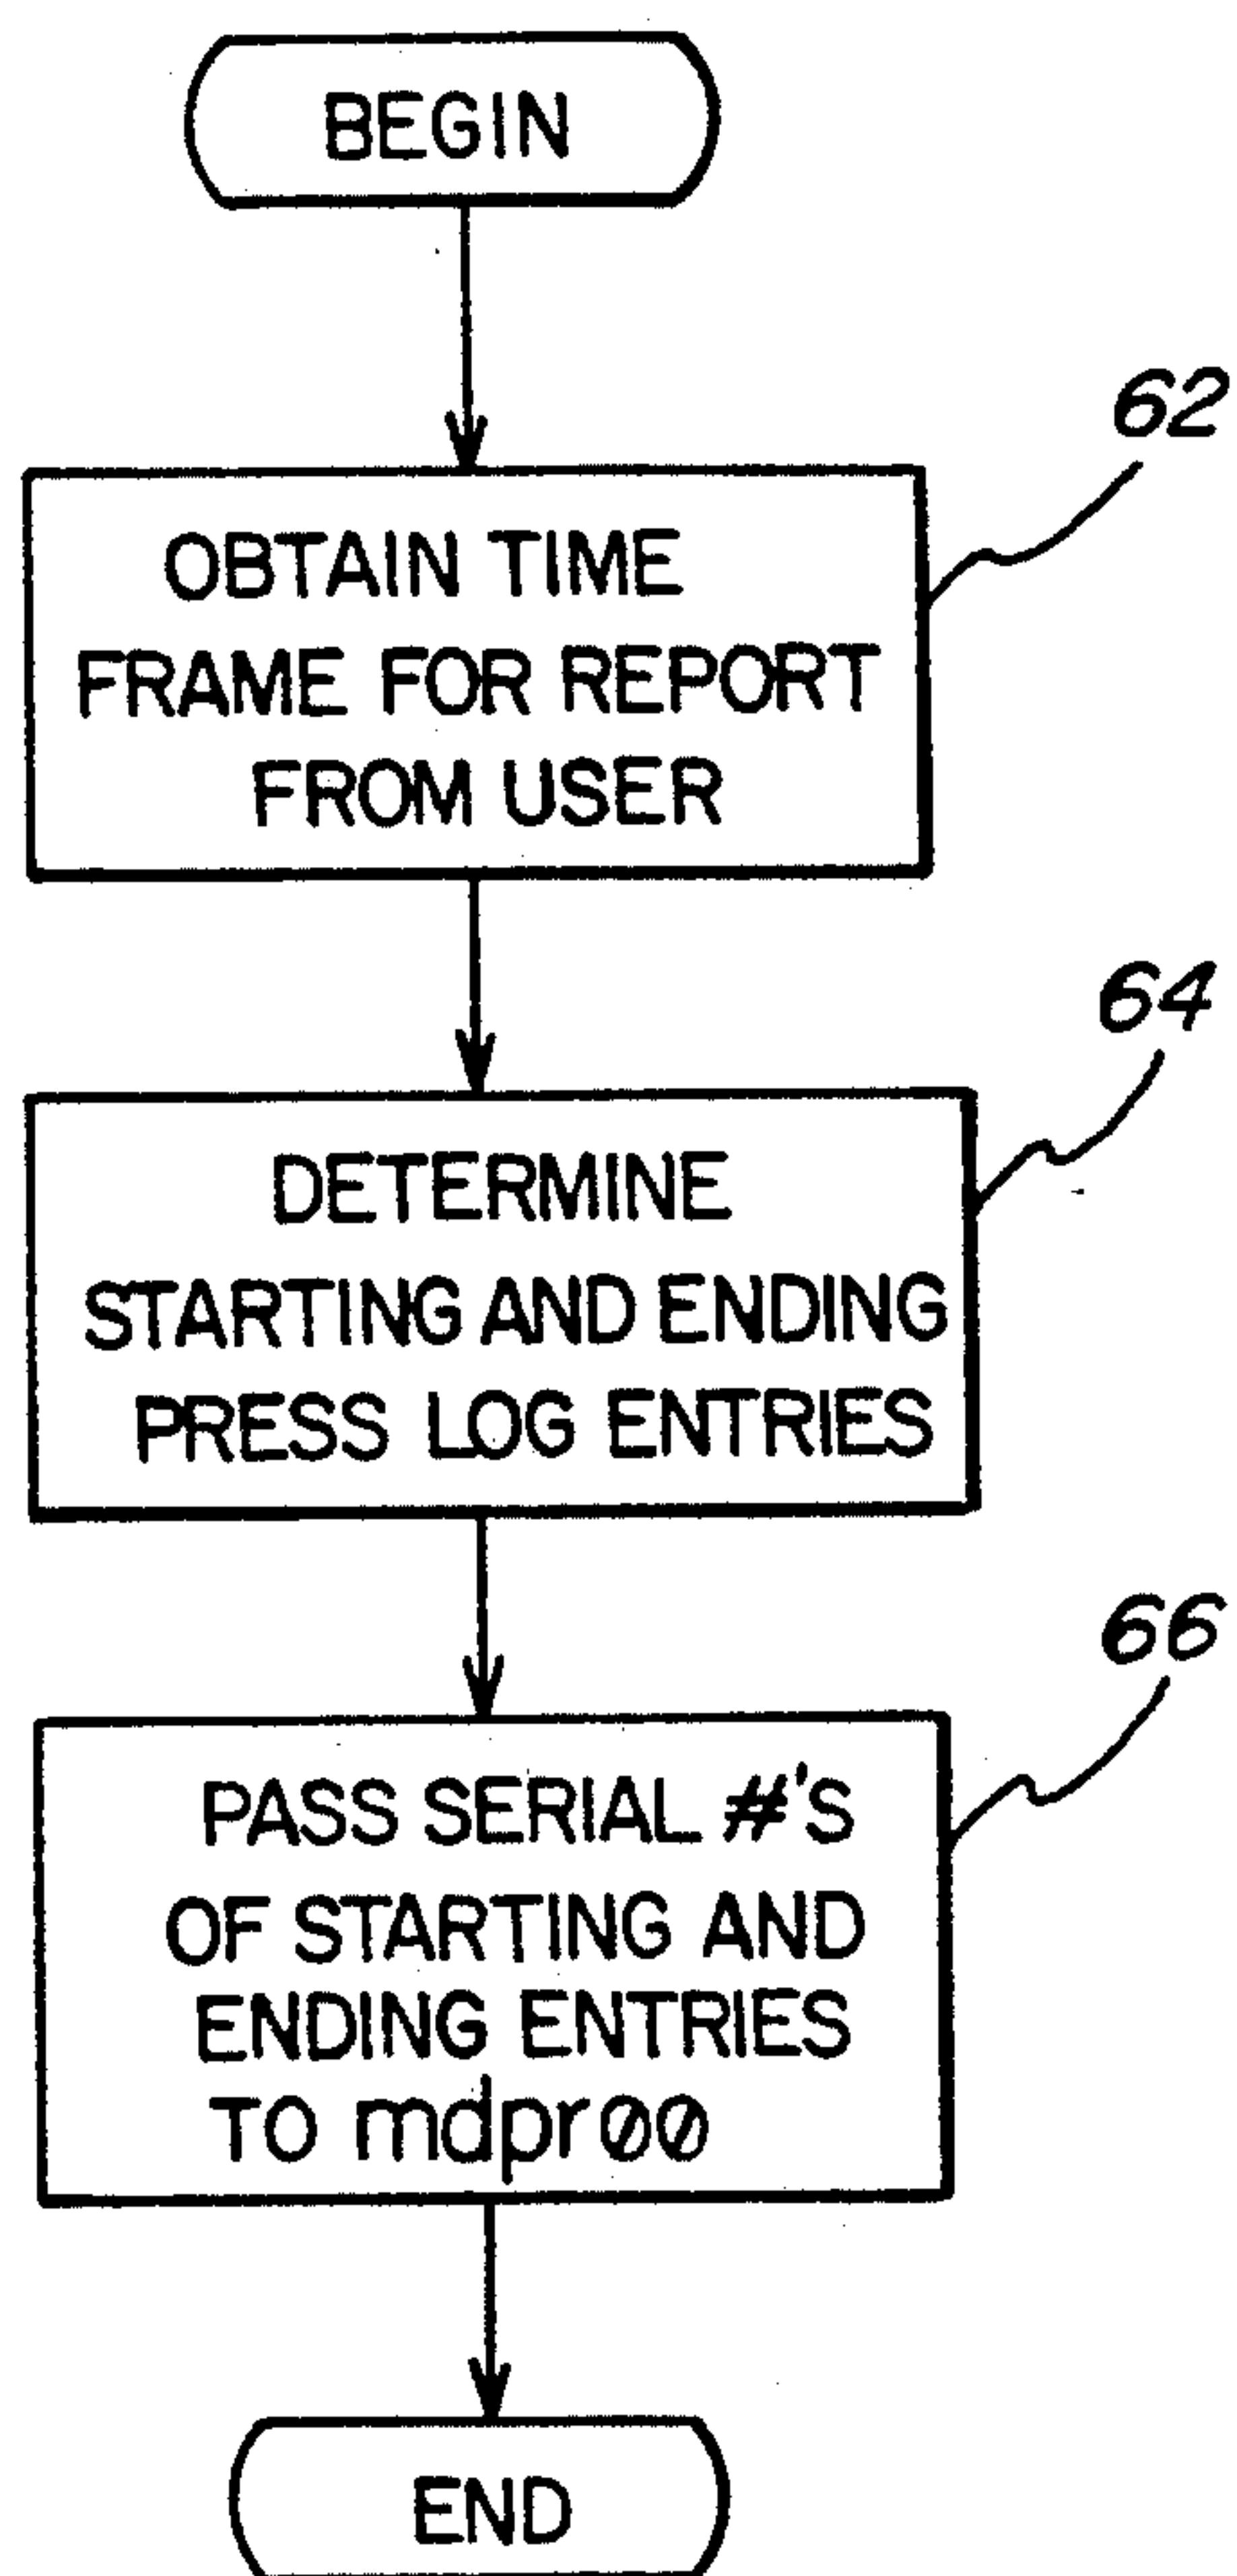 BEGIN
62
OBTAIN TIME
FRAME FOR REPORT
FROM USER
64
DETERMINE
STARTING AND ENDING
PRESS LOG ENTRIES
66
PASS SERIAL #'S
OF STARTING AND
ENDING ENTRIES
TO mdpr00
END